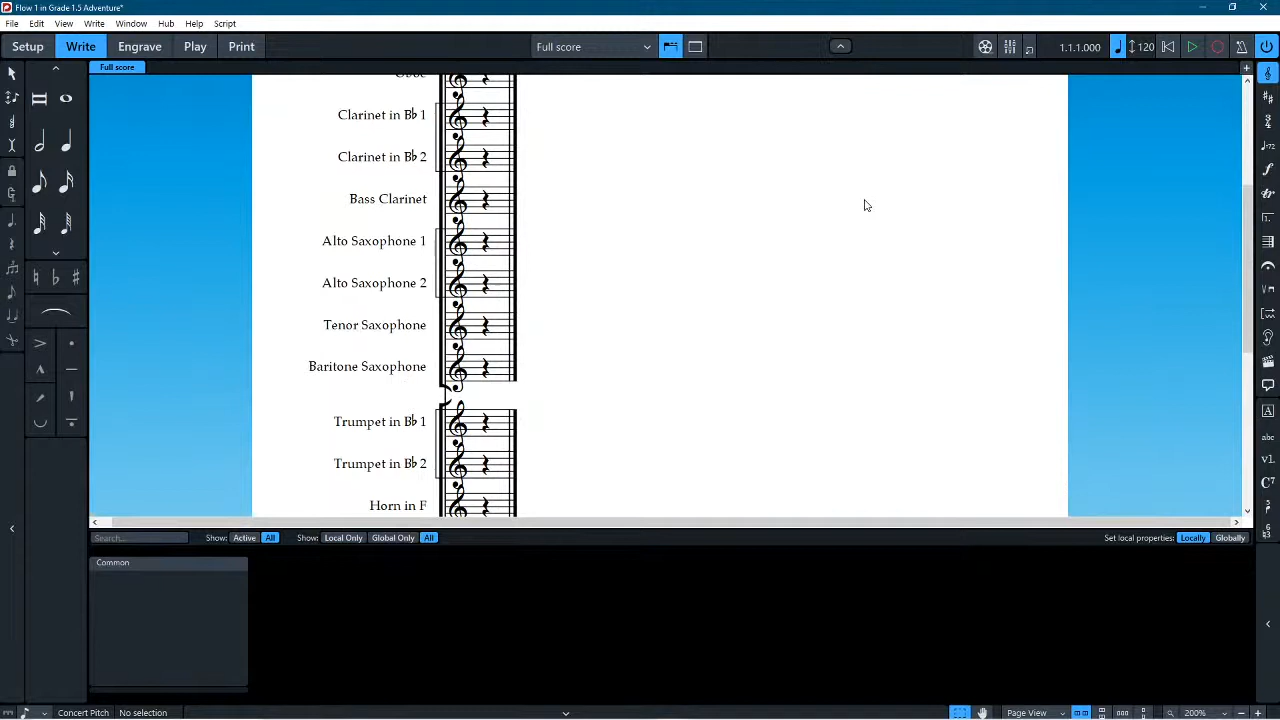 Flow 1 in Grade 1.5 Adventure*
File Edit View Write Window Hub Help Script
Setup Write Engrave Play Print Full score 1.1.1.000 120
Full score
Oboe
Clarinet in B♭ 1
Clarinet in B♭ 2
Bass Clarinet
Alto Saxophone 1
Alto Saxophone 2
Tenor Saxophone
Baritone Saxophone
Trumpet in B♭ 1
Trumpet in B♭ 2
Horn in F
Search... Show: Active All Show: Local Only Global Only All Set local properties: Locally Globally
Common
Concert Pitch No selection Page View 200%